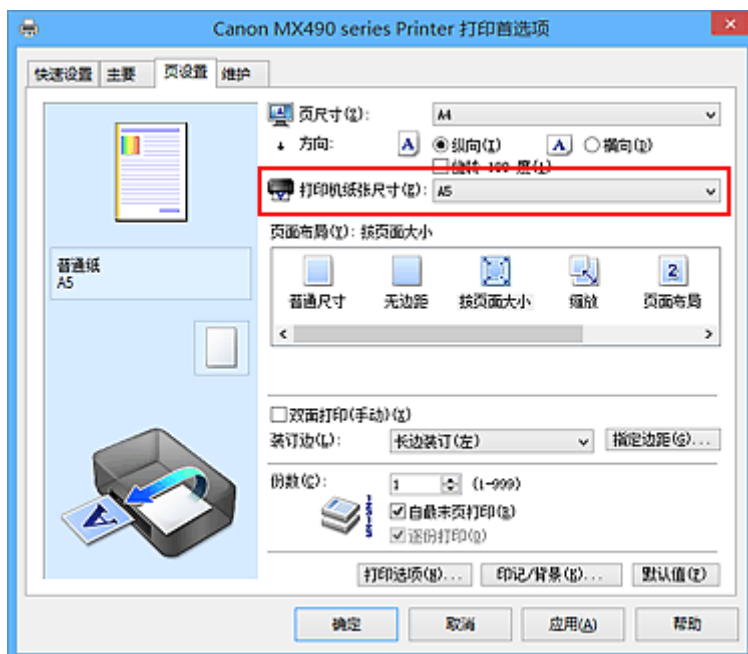 Canon MX490 series Printer 打印首选项
快速设置 主要 页设置 维护
页尺寸(Z): A4
方向: A 纵向(I) A 横向(D)
旋转 180 度(1)
打印机纸张尺寸(E): A5
页面布局(Y): 按页面大小
普通纸
A5
普通尺寸 无边距 按页面大小 缩放 2 页面布局
双面打印(手动)(X)
装订边(L): 长边装订(左) 指定边距(G)...
份数(C): 1 (1-999)
自最末页打印(R)
逐份打印(O)
打印选项(N)... 印记/背景(K)... 默认值(F)
确定 取消 应用(A) 帮助